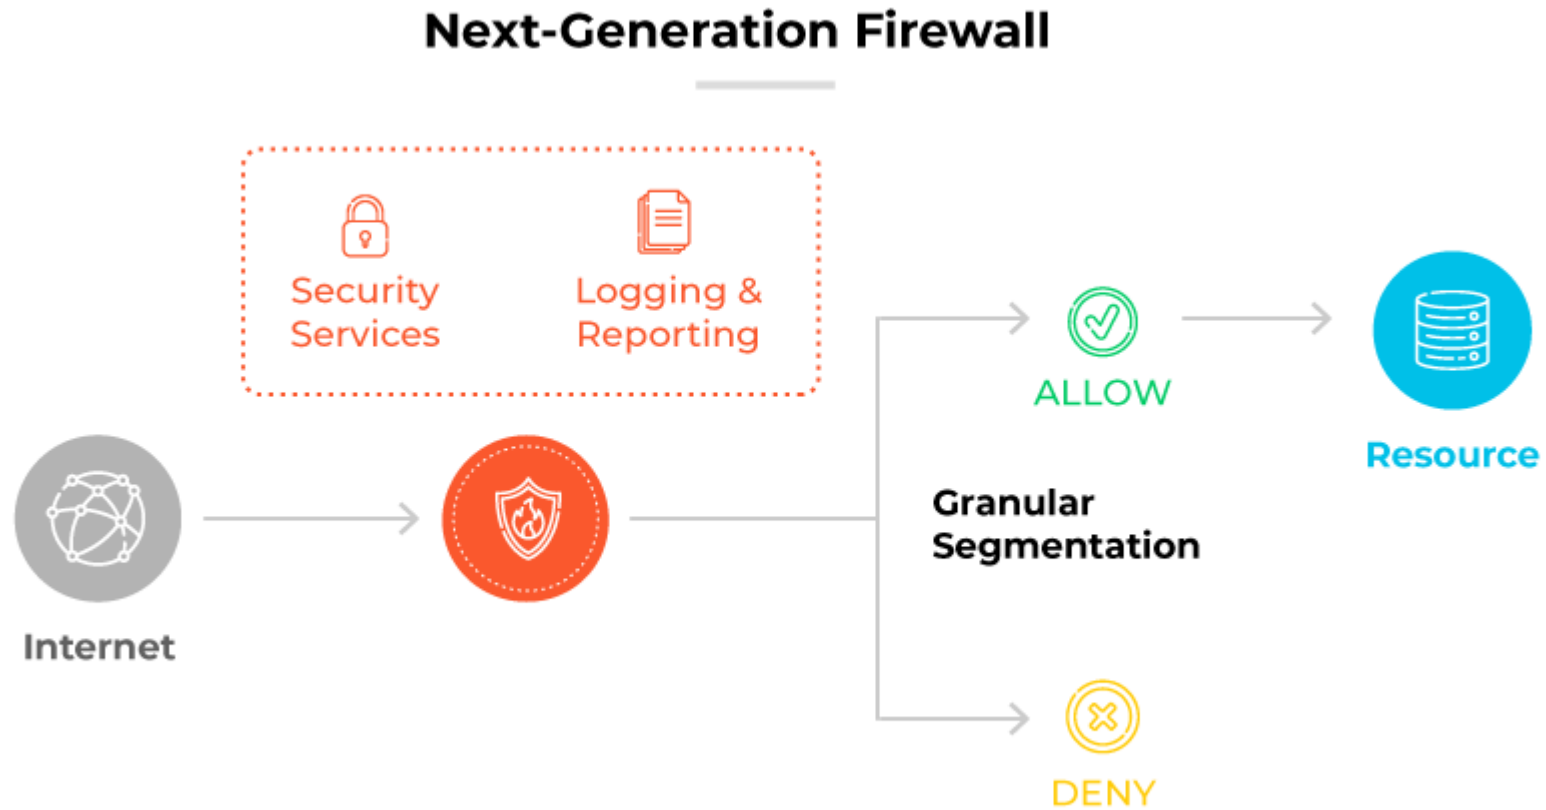 Next-Generation Firewall
Security
Services
Logging &
Reporting
ALLOW
Resource
Granular
Segmentation
Internet
DENY